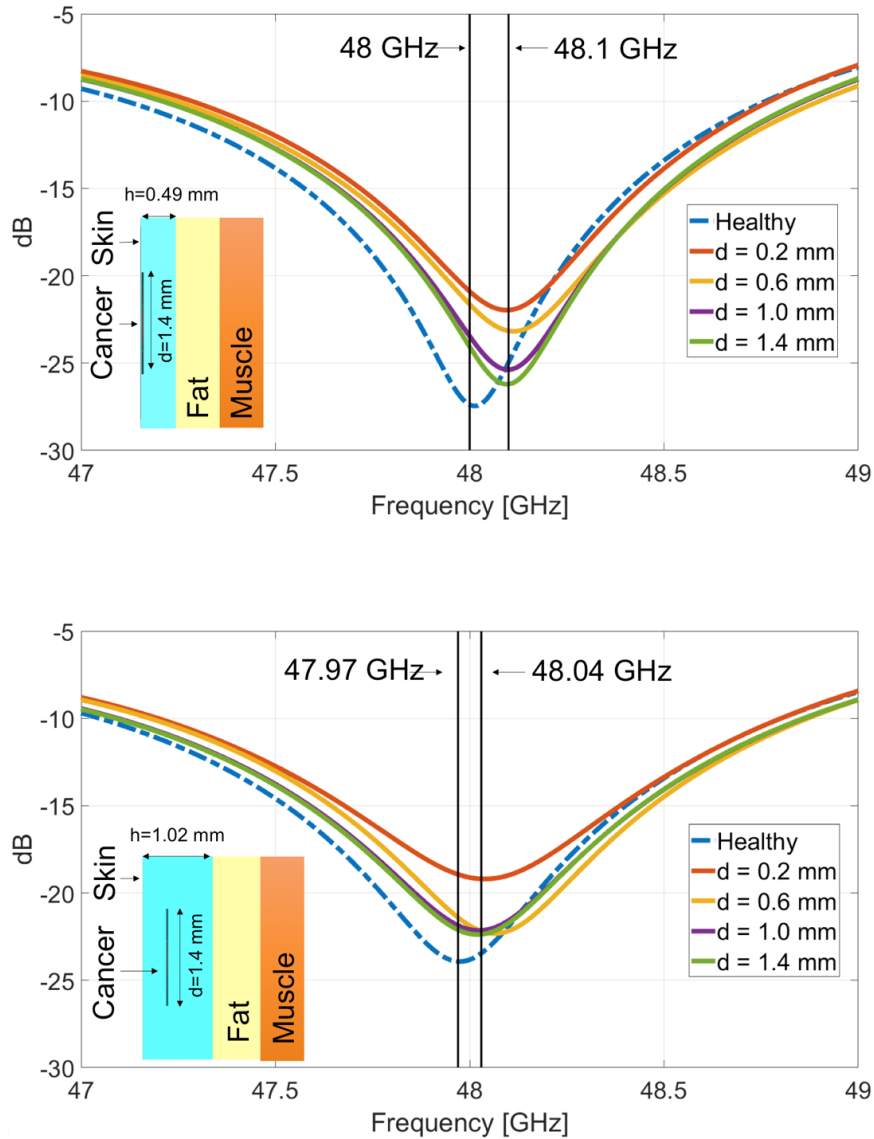 -5
48 GHz
48.1 GHz
-10
h=0.49 mm
Skin
Cancer
d=1.4 mm
Fat
Muscle
-15
dB
-20
-25
-30
Healthy
d = 0.2 mm
d = 0.6 mm
d = 1.0 mm
d = 1.4 mm
47
47.5
48
48.5
49
Frequency [GHz]
-5
47.97 GHz
48.04 GHz
-10
-15
h=1.02 mm
Skin
Cancer
d=1.4 mm
Fat
Muscle
dB
-20
-25
-30
Healthy
d = 0.2 mm
d = 0.6 mm
d = 1.0 mm
d = 1.4 mm
47
47.5
48
48.5
49
Frequency [GHz]